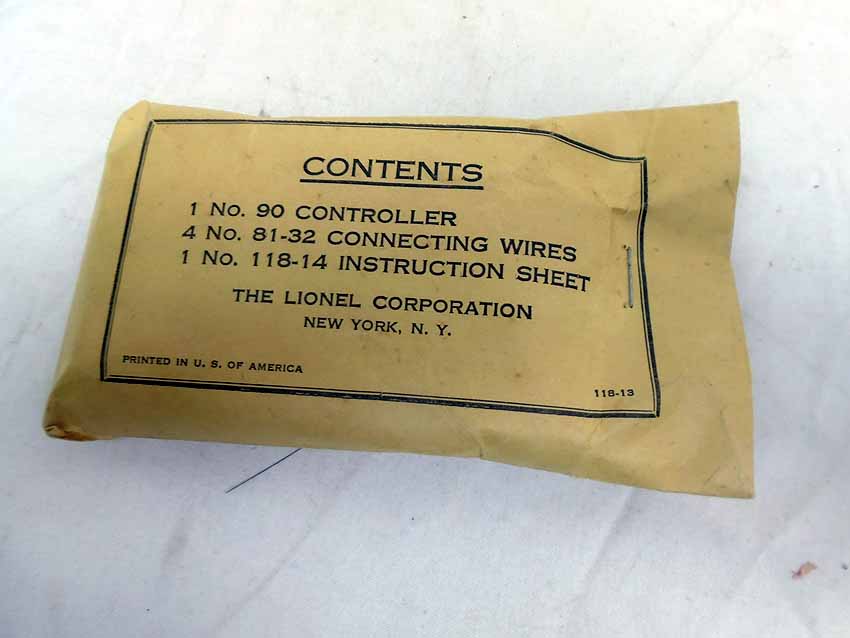 CONTENTS
1 No. 90 CONTROLLER
4 No. 81-32 CONNECTING WIRES
1 No. 118-14 INSTRUCTION SHEET
THE LIONEL CORPORATION
NEW YORK, N. Y.
PRINTED IN U. S. OF AMERICA
118-13